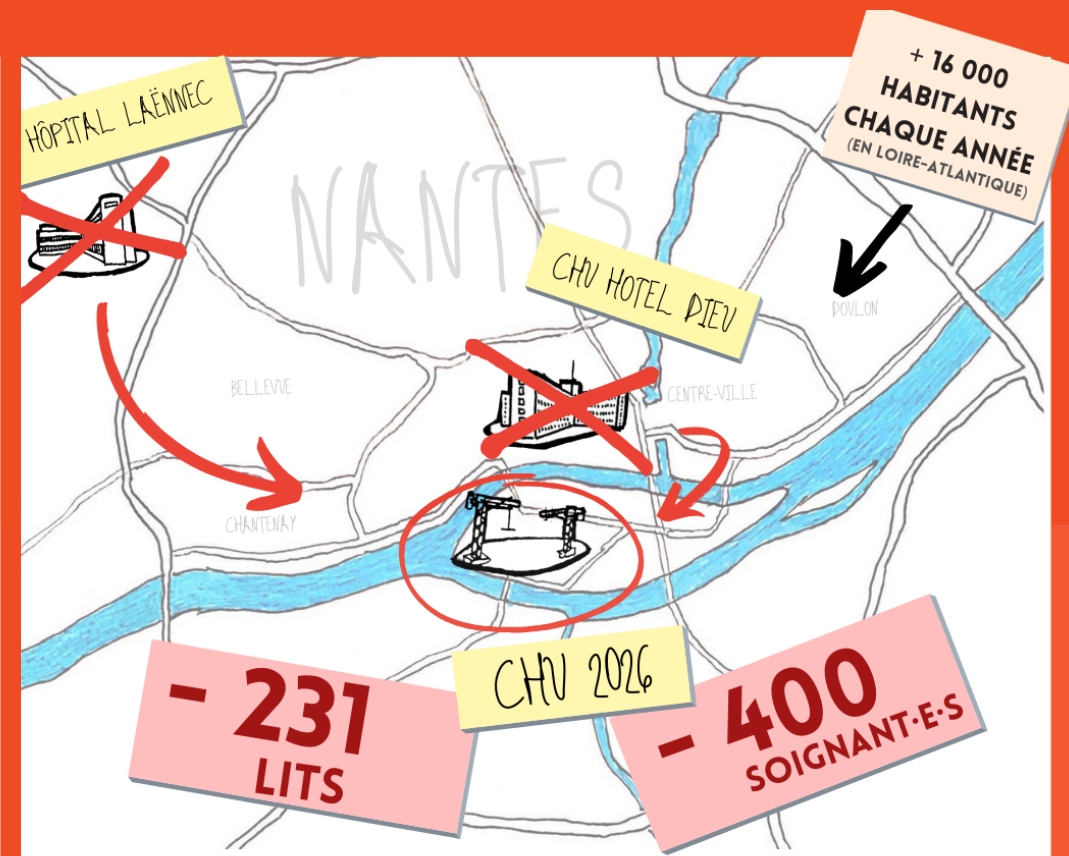 + 16 000
HABITANTS
CHAQUE ANNÉE
(EN LOIRE-ATLANTIQUE)
HÔPITAL LAËNNEC
NANTES
CHU HOTEL DIEU
DOULON
BELLEVUE
CENTRE-VILLE
CHANTENAY
CHU 2026
- 231
LITS
- 400
SOIGNANT·E·S